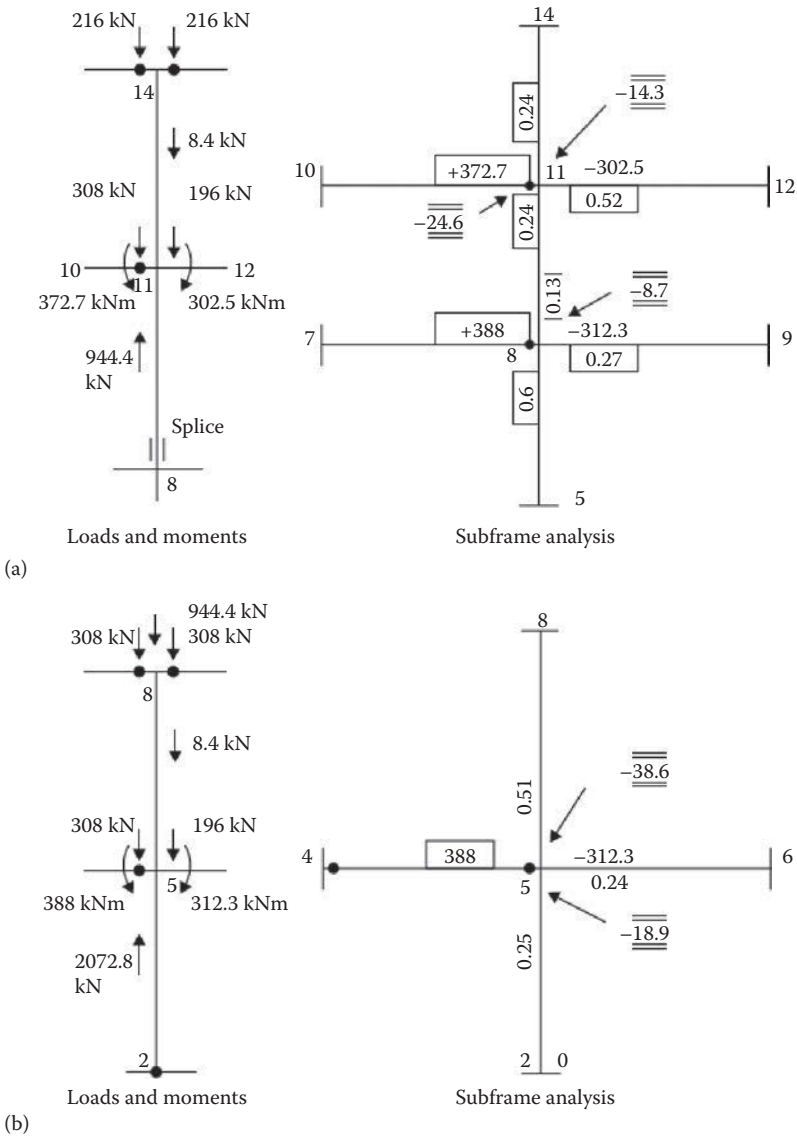 216 kN 216 kN
14
8.4 kN
308 kN 196 kN
10 11 12
372.7 kNm 302.5 kNm
944.4
kN
Splice
8
Loads and moments
14
0.24
−14.3
10 +372.7 11 −302.5 12
0.52
−24.6
0.24
0.13
−8.7
7 +388 8 −312.3 9
0.27
0.6
5
Subframe analysis
(a)
944.4 kN
308 kN 308 kN
8
8.4 kN
308 kN 196 kN
5
388 kNm 312.3 kNm
2072.8
kN
2
Loads and moments
8
−38.6
0.51
4 388 5 −312.3 6
0.24
−18.9
0.25
2 0
Subframe analysis
(b)